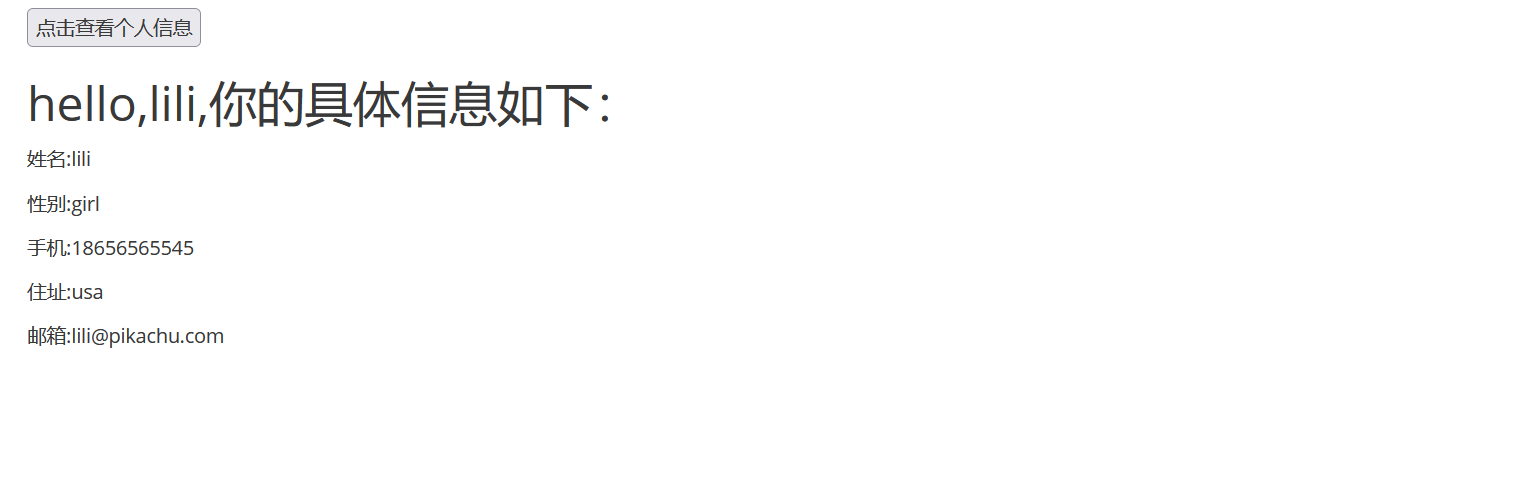 点击查看个人信息
hello,lili,你的具体信息如下：
姓名:lili
性别:girl
手机:18656565545
住址:usa
邮箱:lili@pikachu.com